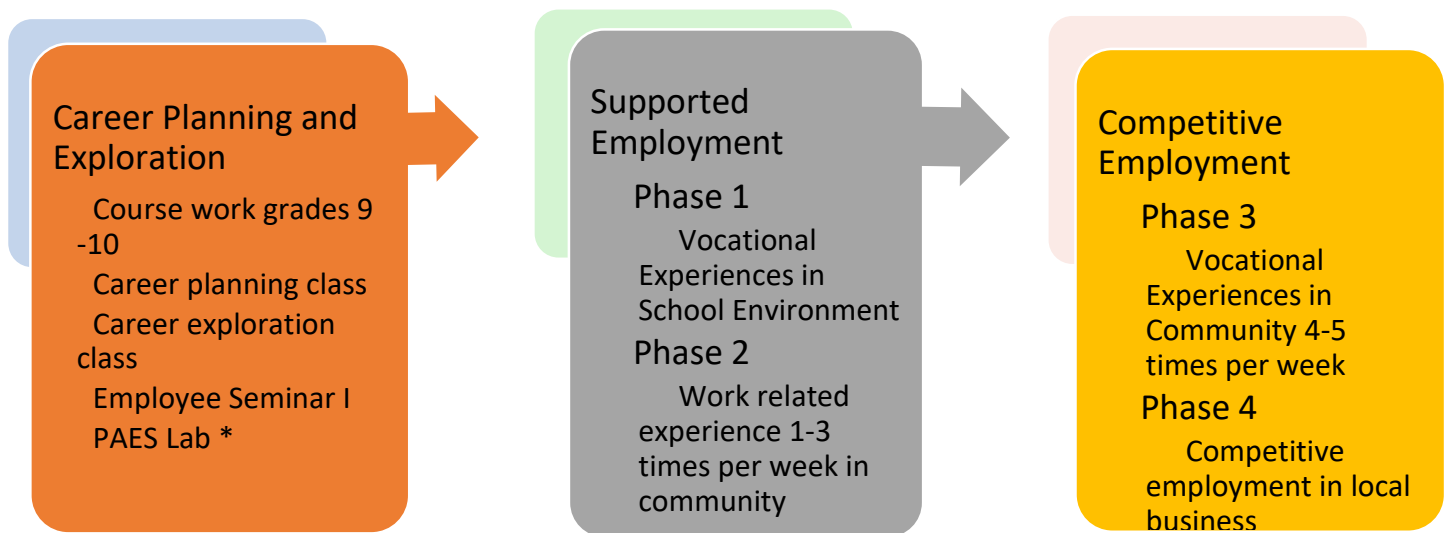 Career Planning and
Exploration
Course work grades 9
-10
Career planning class
Career exploration
class
Employee Seminar I
PAES Lab *
Supported
Employment
Phase 1
Vocational
Experiences in
School Environment
Phase 2
Work related
experience 1-3
times per week in
community
Competitive
Employment
Phase 3
Vocational
Experiences in
Community 4-5
times per week
Phase 4
Competitive
employment in local
business